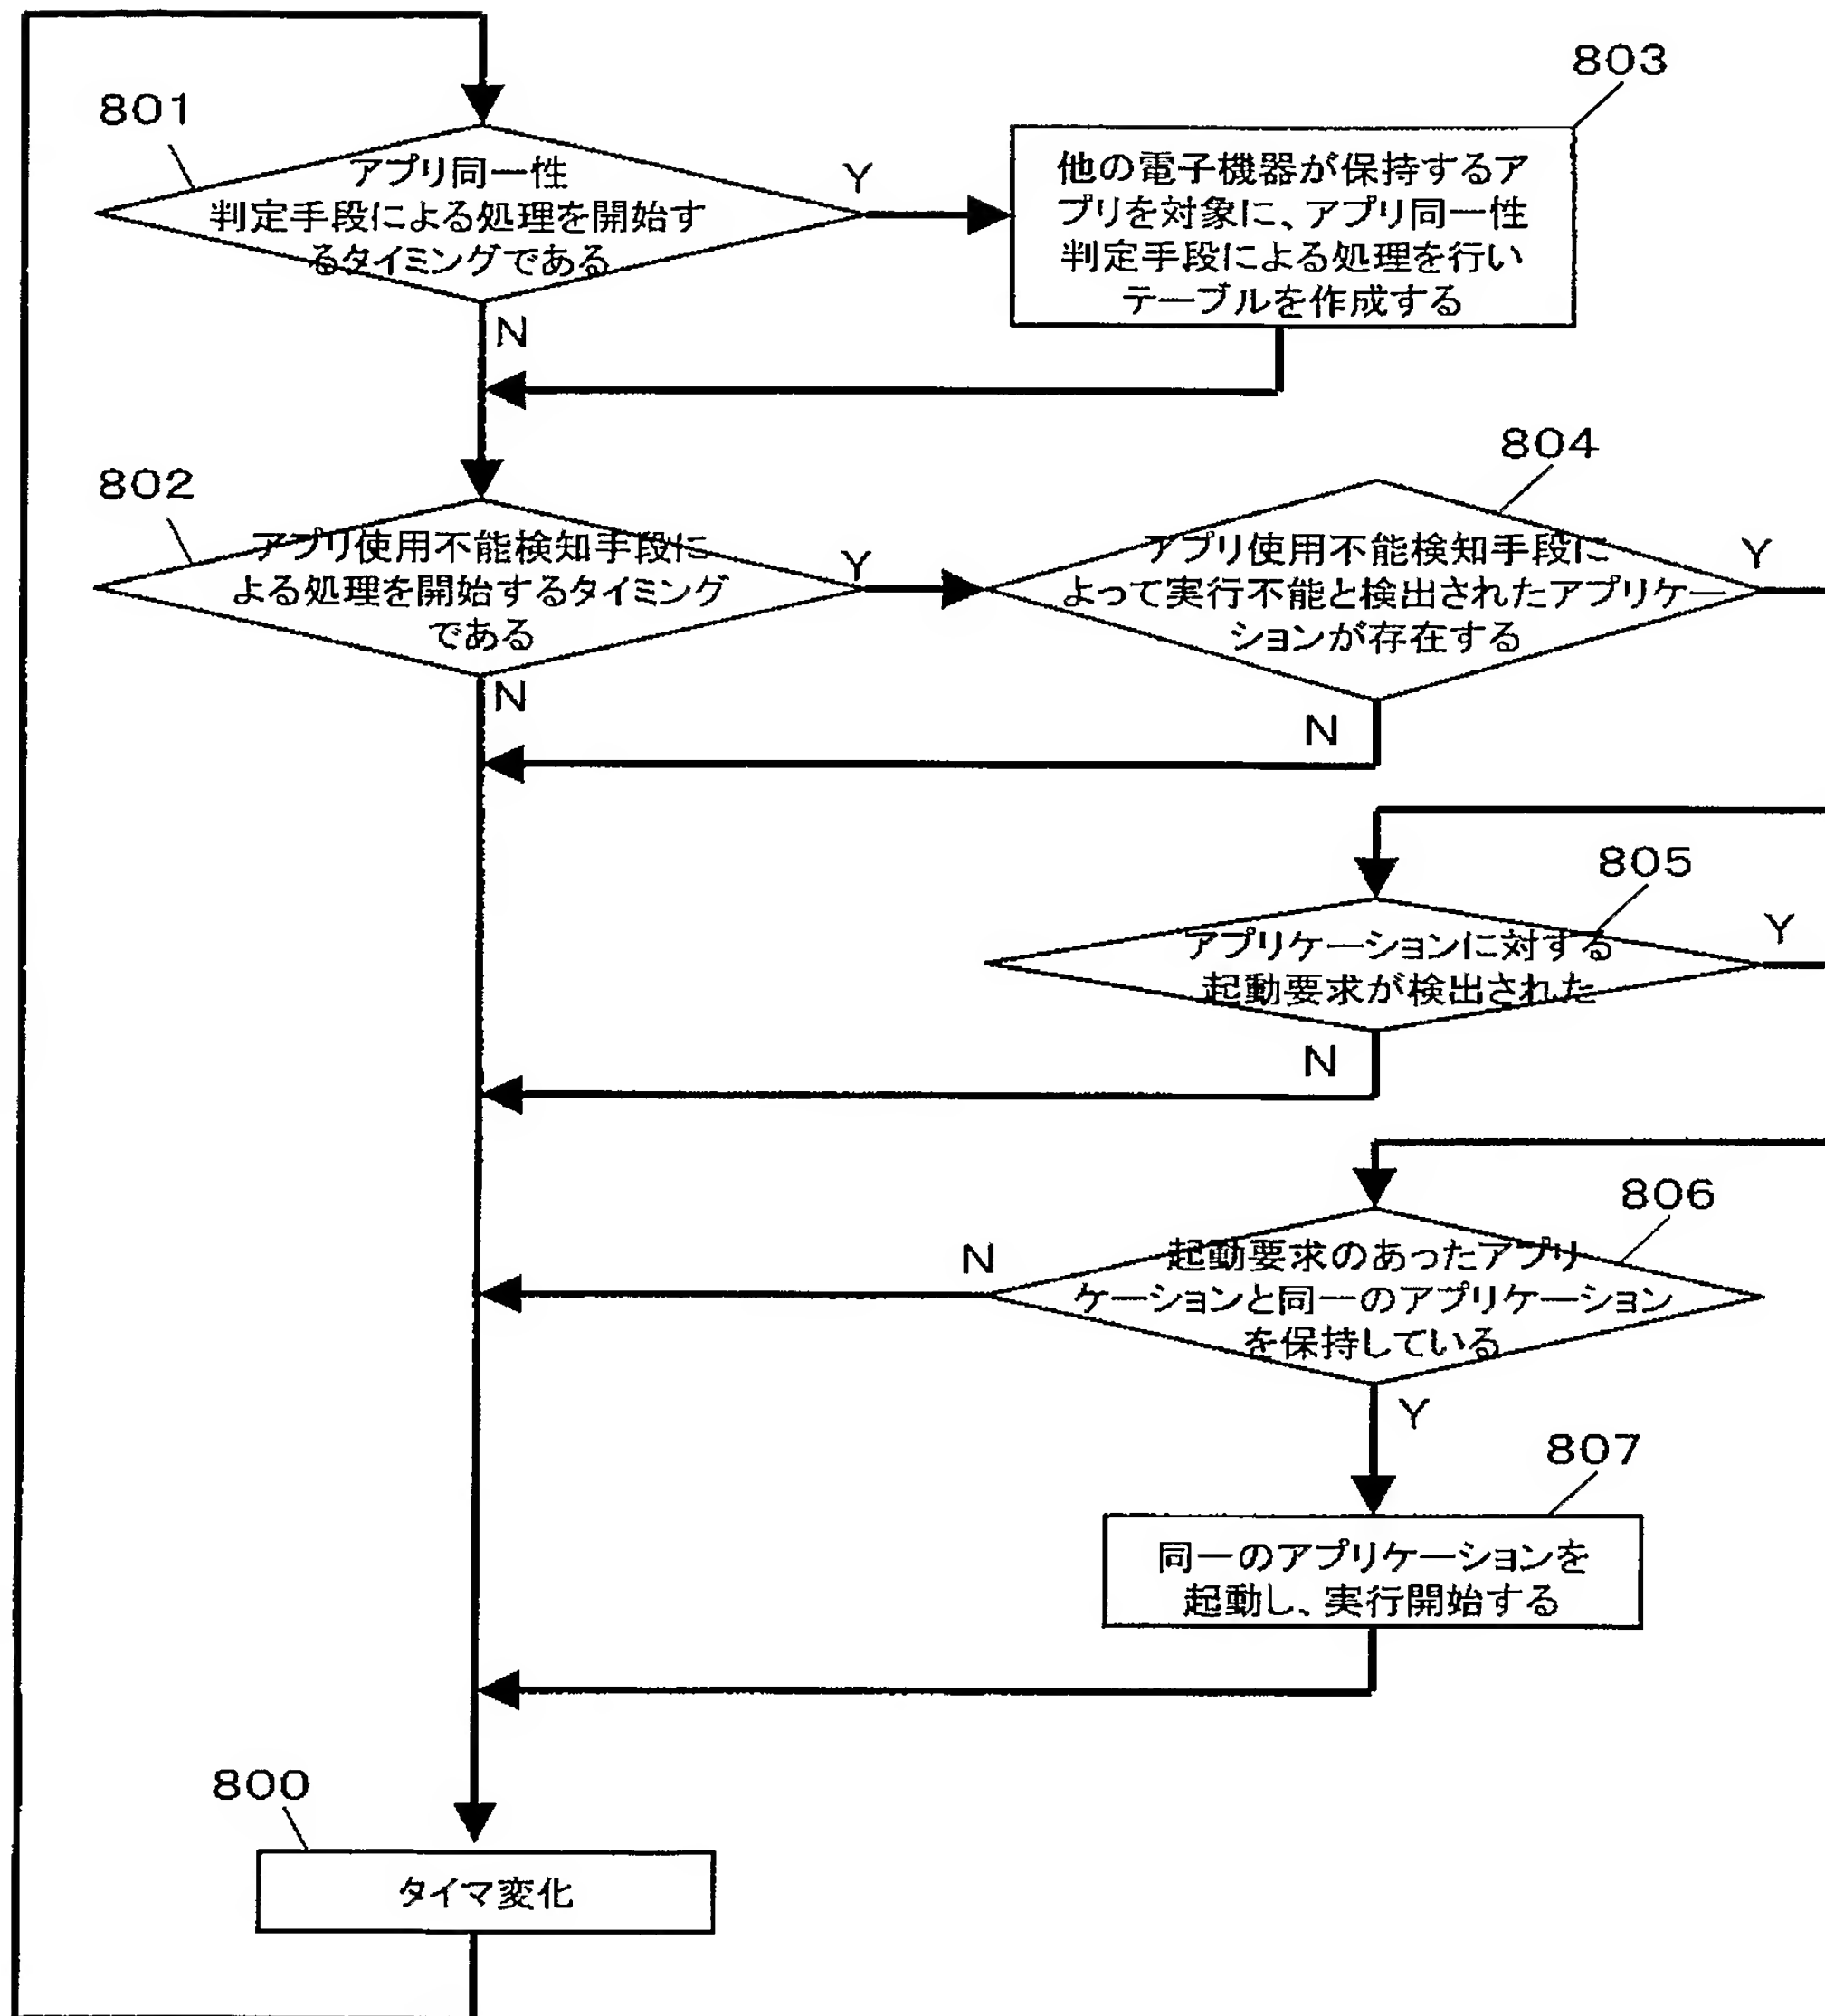 801
アプリ同一性
判定手段による処理を開始す
るタイミングである
Y
N
803
他の電子機器が保持するア
プリを対象に、アプリ同一性
判定手段による処理を行い
テーブルを作成する
802
アプリ使用不能検知手段に
よる処理を開始するタイミング
である
Y
N
804
アプリ使用不能検知手段に
よって実行不能と検出されたアプリケー
ションが存在する
Y
N
805
アプリケーションに対する
起動要求が検出された
Y
N
806
起動要求のあったアプリ
ケーションと同一のアプリケーション
を保持している
N
Y
807
同一のアプリケーションを
起動し、実行開始する
800
タイマ変化